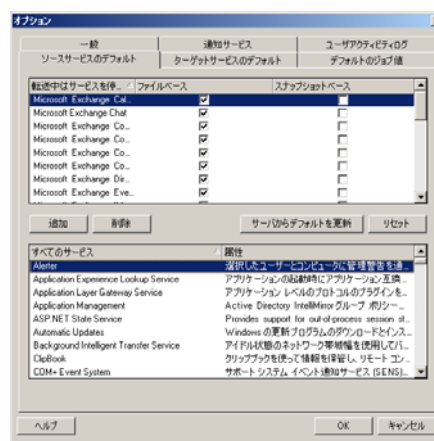 オプション
一般 通知サービス ユーザアクティビティログ
ソースサービスのデフォルト ターゲットサービスのデフォルト デフォルトのジョブ値
転送中はサービスを停... ファイルベース スナップショットベース
Microsoft Exchange Cal...
Microsoft Exchange Chat
Microsoft Exchange Co...
Microsoft Exchange Co...
Microsoft Exchange Co...
Microsoft Exchange Co...
Microsoft Exchange Dir...
Microsoft Exchange Eve...
追加 削除 サーバからデフォルトを更新 リセット
すべてのサービス 属性
Alerter 選択したユーザーとコンピュータに管理警告を通...
Application Experience Lookup Service アプリケーションの起動時にアプリケーション互換...
Application Layer Gateway Service アプリケーション レベルのプロトコルのプラグインを...
Application Management Active Directory IntelliMirror グループ ポリシー...
ASP.NET State Service Provides support for out-of-process session st...
Automatic Updates Windows の更新プログラムのダウンロードとインス...
Background Intelligent Transfer Service アイドル状態のネットワーク帯域幅を使用してバ...
ClipBook クリップブックを使って情報を保管し、リモート コン...
COM+ Event System サポート システム イベント通知サービス (SENS)...
ヘルプ OK キャンセル